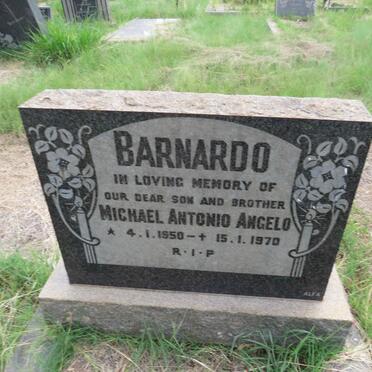 BARNARDO
IN LOVING MEMORY OF
OUR DEAR SON AND BROTHER
MICHAEL ANTONIO ANGELO
* 4.1.1950 - + 15.1.1970
R·I·P
ALFA